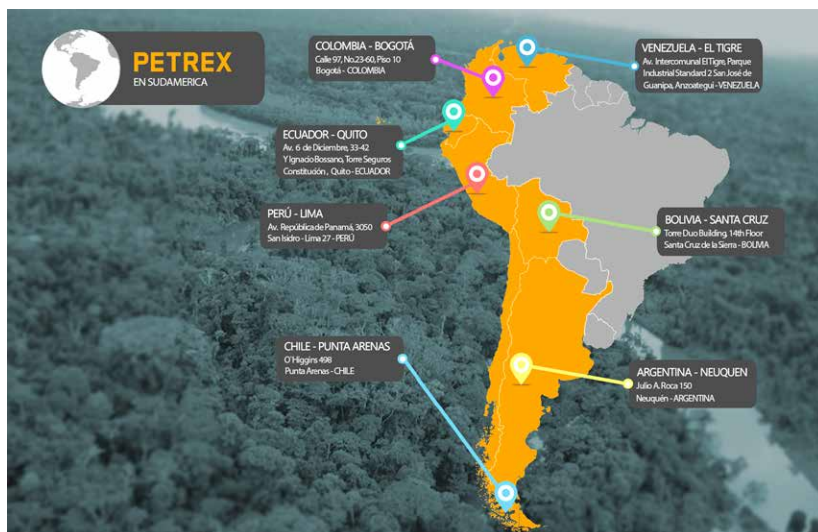 PETREX
EN SUDAMERICA
COLOMBIA - BOGOTÁ
Calle 97, No.23-60, Piso 10
Bogotá - COLOMBIA
VENEZUELA - EL TIGRE
Av. Intercomunal El Tigre, Parque
Industrial Standard 2 San José de
Guanipa, Anzoategui - VENEZUELA
ECUADOR - QUITO
Av. 6 de Diciembre, 33-42
Y Ignacio Bossano, Torre Seguros
Constitución , Quito - ECUADOR
PERÚ - LIMA
Av. República de Panamá, 3050
San Isidro - Lima 27 - PERÚ
BOLIVIA - SANTA CRUZ
Torre Duo Building, 14th Floor
Santa Cruz de la Sierra - BOLIVIA
CHILE - PUNTA ARENAS
O'Higgins 498
Punta Arenas - CHILE
ARGENTINA - NEUQUEN
Julio A. Roca 150
Neuquén - ARGENTINA